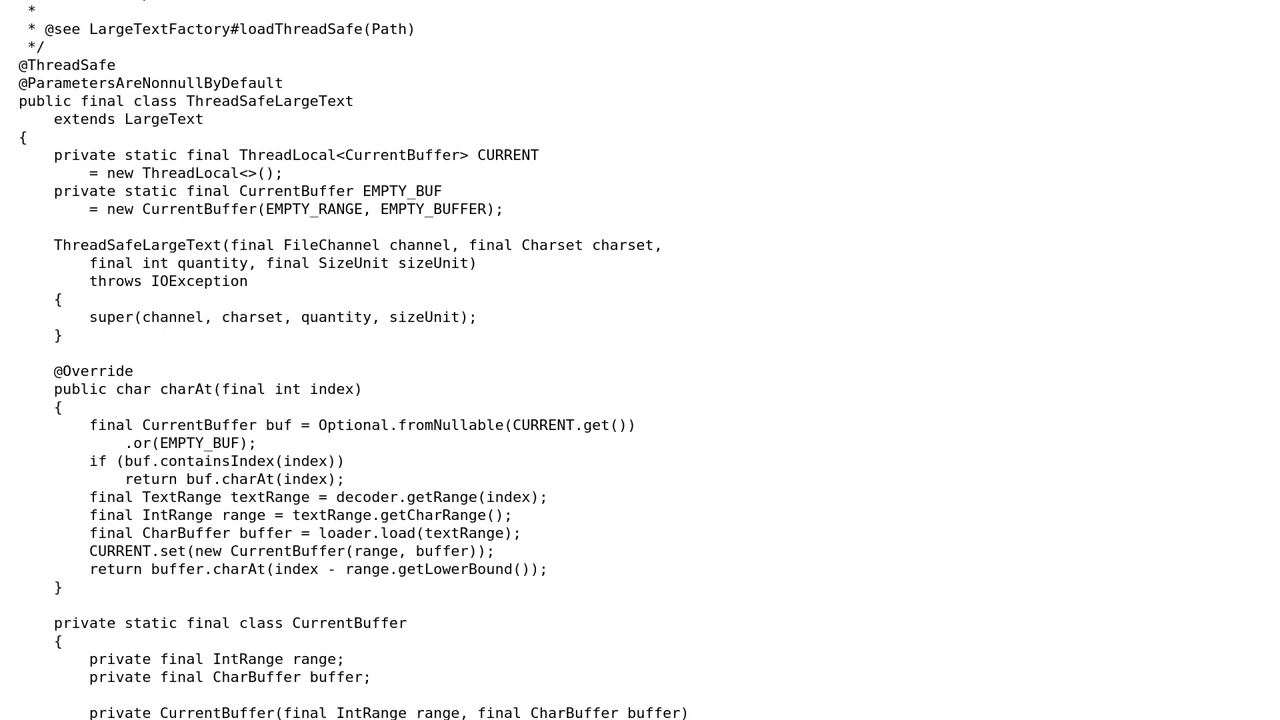 *
* @see LargeTextFactory#loadThreadSafe(Path)
*/
@ThreadSafe
@ParametersAreNonnullByDefault
public final class ThreadSafeLargeText
    extends LargeText
{
    private static final ThreadLocal<CurrentBuffer> CURRENT
        = new ThreadLocal<>();
    private static final CurrentBuffer EMPTY_BUF
        = new CurrentBuffer(EMPTY_RANGE, EMPTY_BUFFER);

    ThreadSafeLargeText(final FileChannel channel, final Charset charset,
        final int quantity, final SizeUnit sizeUnit)
        throws IOException
    {
        super(channel, charset, quantity, sizeUnit);
    }

    @Override
    public char charAt(final int index)
    {
        final CurrentBuffer buf = Optional.fromNullable(CURRENT.get())
            .or(EMPTY_BUF);
        if (buf.containsIndex(index))
            return buf.charAt(index);
        final TextRange textRange = decoder.getRange(index);
        final IntRange range = textRange.getCharRange();
        final CharBuffer buffer = loader.load(textRange);
        CURRENT.set(new CurrentBuffer(range, buffer));
        return buffer.charAt(index - range.getLowerBound());
    }

    private static final class CurrentBuffer
    {
        private final IntRange range;
        private final CharBuffer buffer;

        private CurrentBuffer(final IntRange range, final CharBuffer buffer)